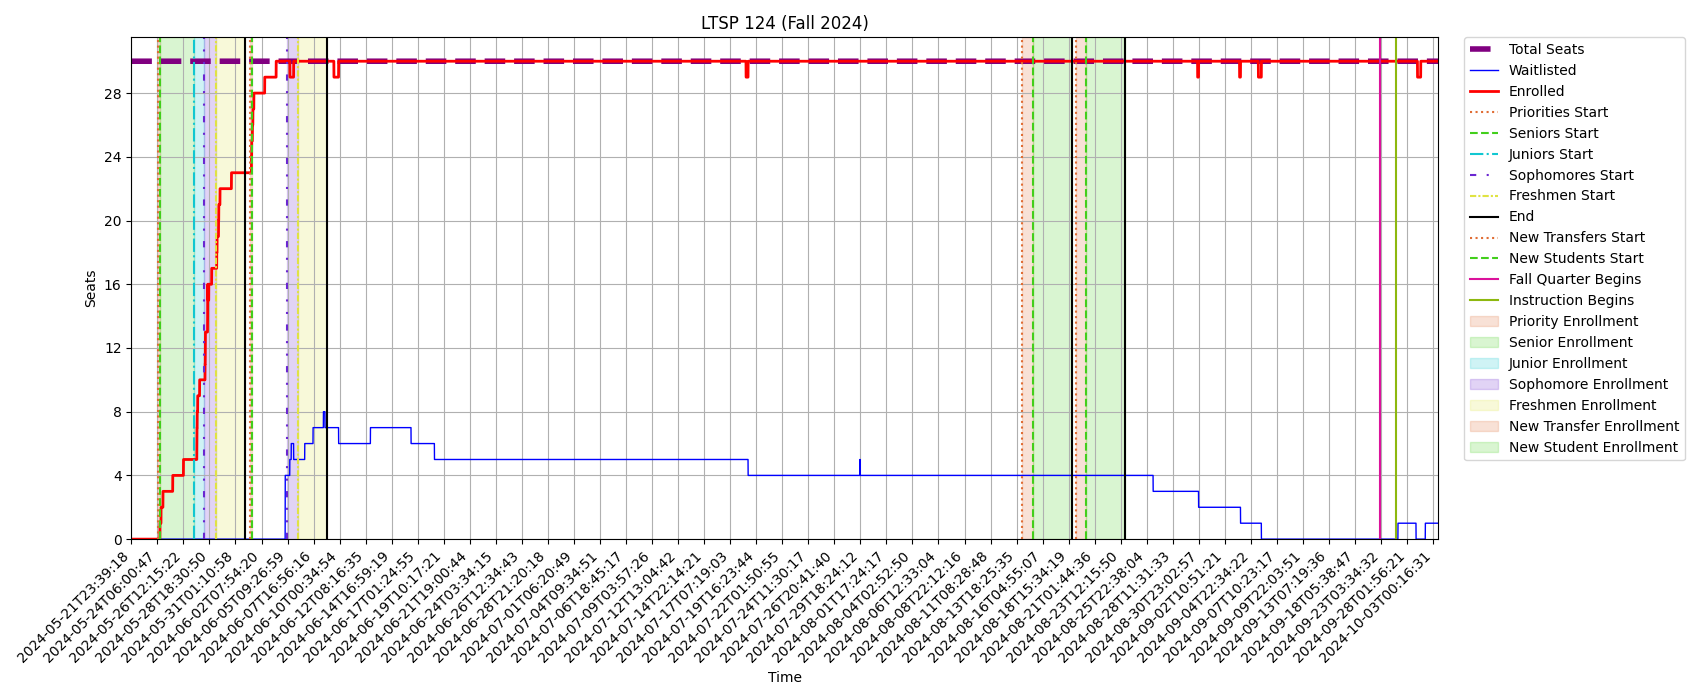 LTSP 124 (Fall 2024)
Seats
28
24
20
16
12
8
4
0
2024-05-21T23:39:18
2024-05-24T06:00:47
2024-05-26T12:15:22
2024-05-28T18:30:50
2024-05-31T01:10:58
2024-06-02T07:54:20
2024-06-05T09:26:59
2024-06-07T16:56:16
2024-06-10T00:34:54
2024-06-12T08:16:35
2024-06-14T16:59:19
2024-06-17T01:24:55
2024-06-19T10:17:21
2024-06-21T19:00:44
2024-06-24T03:34:15
2024-06-26T12:34:43
2024-06-28T21:20:18
2024-07-01T06:20:49
2024-07-04T09:34:51
2024-07-06T18:45:17
2024-07-09T03:57:26
2024-07-12T13:04:42
2024-07-14T22:14:21
2024-07-17T07:19:03
2024-07-19T16:23:44
2024-07-22T01:50:55
2024-07-24T11:30:17
2024-07-26T20:41:40
2024-07-29T18:24:12
2024-08-01T17:24:17
2024-08-04T02:52:50
2024-08-06T12:33:04
2024-08-08T22:12:16
2024-08-11T08:28:48
2024-08-13T18:25:35
2024-08-16T04:55:07
2024-08-18T15:34:19
2024-08-21T01:44:36
2024-08-23T12:15:50
2024-08-25T22:38:04
2024-08-28T11:31:33
2024-08-30T23:02:57
2024-09-02T10:51:21
2024-09-04T22:34:22
2024-09-07T10:23:17
2024-09-09T22:03:51
2024-09-13T07:19:36
2024-09-18T05:38:47
2024-09-23T03:34:32
2024-09-28T01:56:21
2024-10-03T00:16:31
Time
Total Seats
Waitlisted
Enrolled
Priorities Start
Seniors Start
Juniors Start
Sophomores Start
Freshmen Start
End
New Transfers Start
New Students Start
Fall Quarter Begins
Instruction Begins
Priority Enrollment
Senior Enrollment
Junior Enrollment
Sophomore Enrollment
Freshmen Enrollment
New Transfer Enrollment
New Student Enrollment